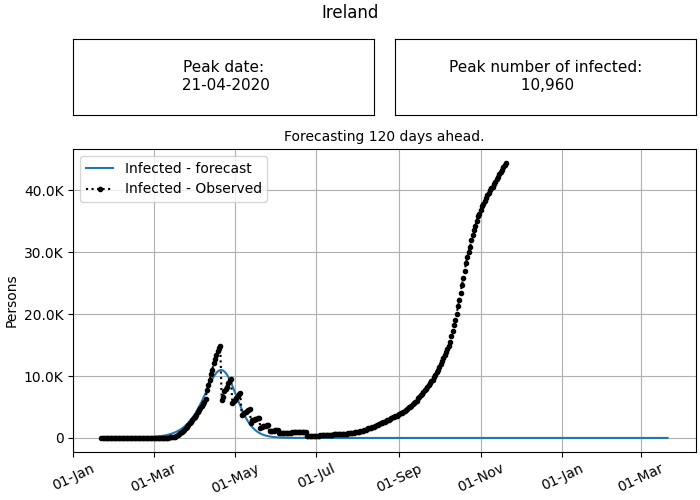 Ireland
Peak date:
21-04-2020
Peak number of infected:
10,960
Forecasting 120 days ahead.
Infected - forecast
Infected - Observed
Persons
40.0K
30.0K
20.0K
10.0K
0
01-Jan
01-Mar
01-May
01-Jul
01-Sep
01-Nov
01-Jan
01-Mar